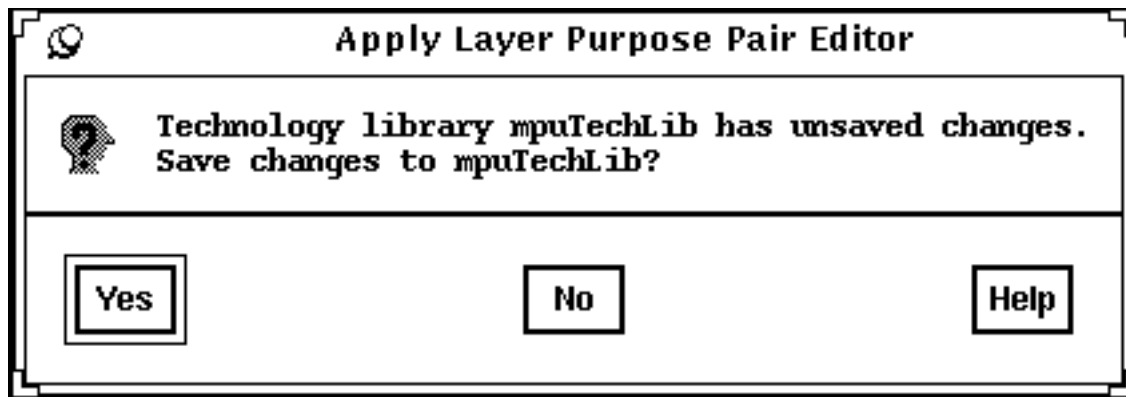 Apply Layer Purpose Pair Editor
Technology library mpuTechLib has unsaved changes.
Save changes to mpuTechLib?
Yes No Help